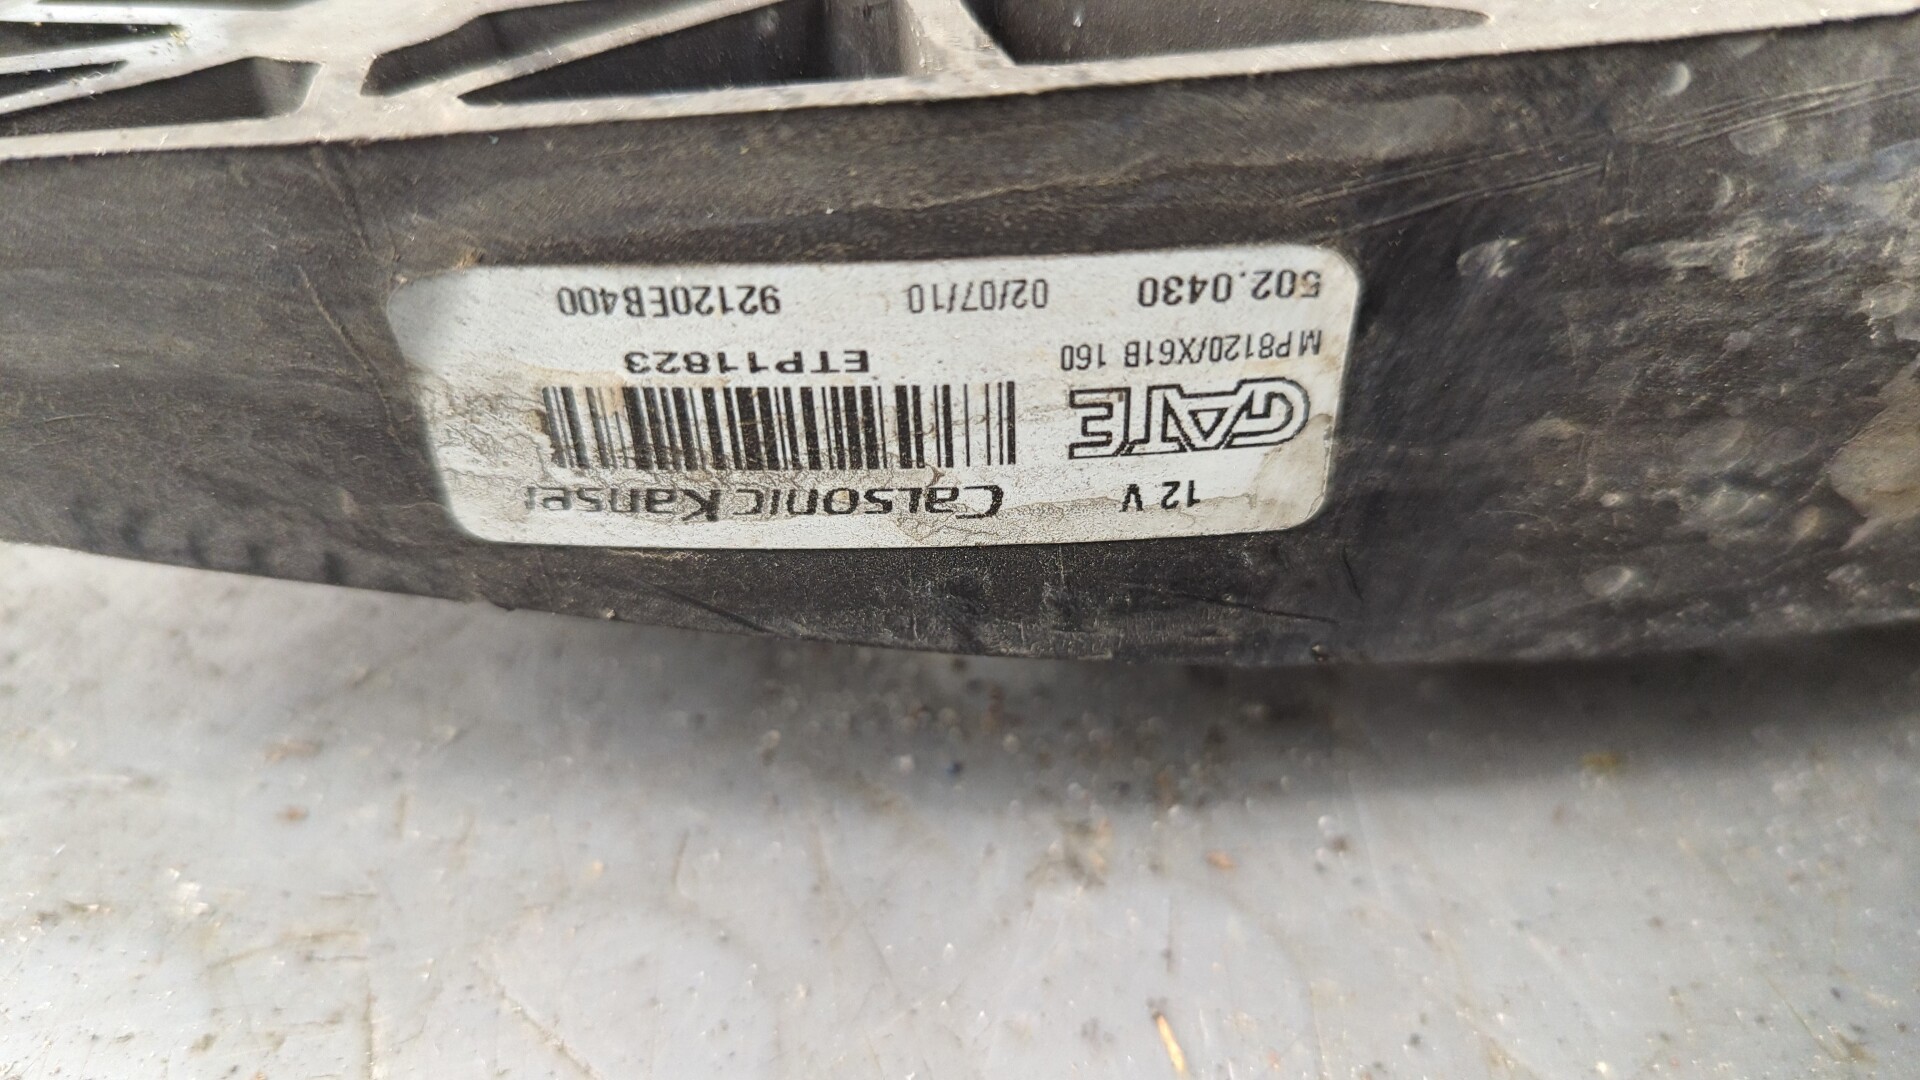 12 V CALSONIC Kansei
GATE
ETP11823
MP8120/X61B 160
502.0430 02/07/10 92120EB400